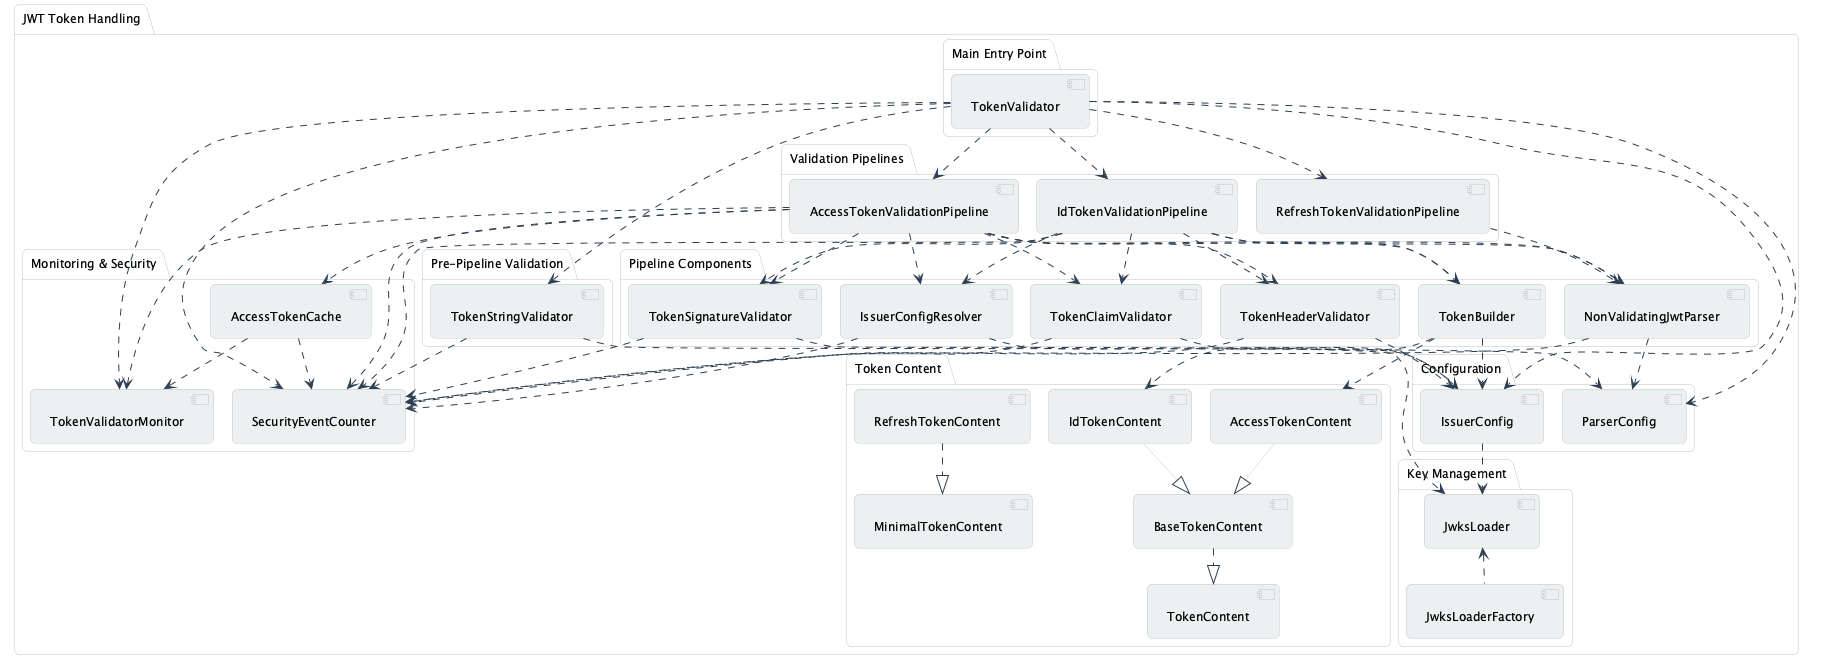 JWT Token Handling
Main Entry Point
TokenValidator
Validation Pipelines
AccessTokenValidationPipeline
IdTokenValidationPipeline
RefreshTokenValidationPipeline
Monitoring & Security
Pre-Pipeline Validation
Pipeline Components
AccessTokenCache
TokenStringValidator
TokenSignatureValidator
IssuerConfigResolver
TokenClaimValidator
TokenHeaderValidator
TokenBuilder
NonValidatingJwtParser
Token Content
Configuration
TokenValidatorMonitor
SecurityEventCounter
RefreshTokenContent
IdTokenContent
AccessTokenContent
IssuerConfig
ParserConfig
Key Management
MinimalTokenContent
BaseTokenContent
JwksLoader
TokenContent
JwksLoaderFactory